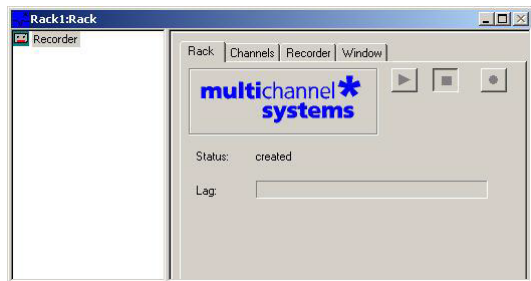 Rack1:Rack
Recorder
Rack Channels Recorder Window
multichannel
systems
Status: created
Lag: